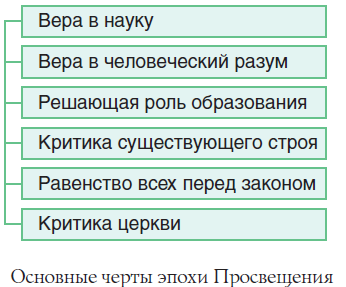 Вера в науку
Вера в человеческий разум
Решающая роль образования
Критика существующего строя
Равенство всех перед законом
Критика церкви
Основные черты эпохи Просвещения